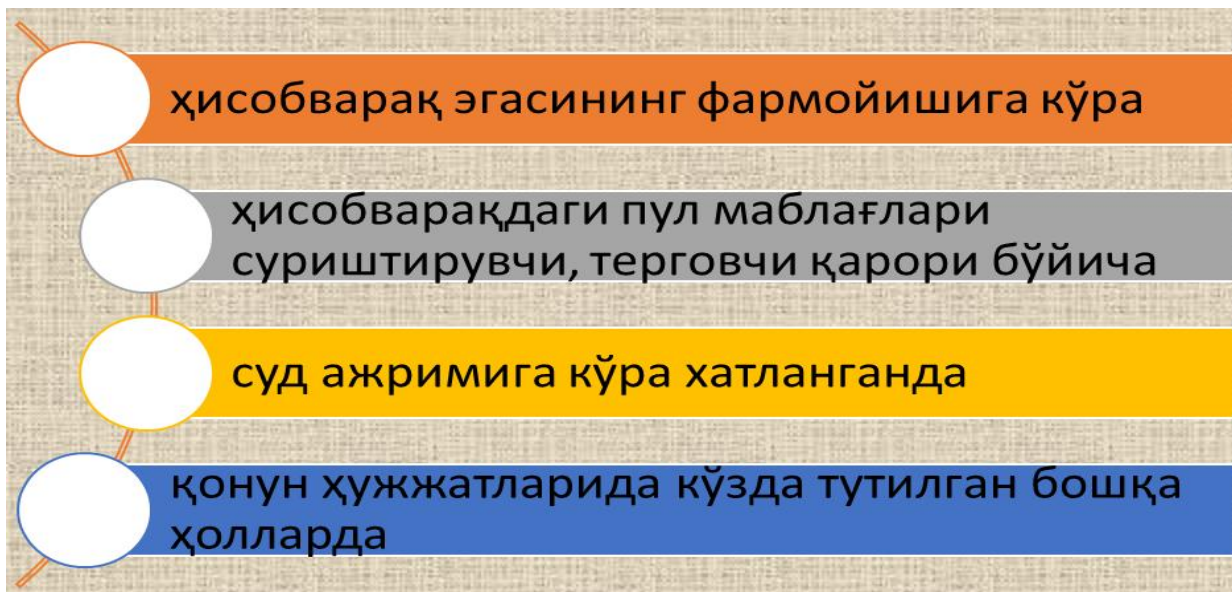 ҳисобварақ эгасининг фармойишига кўра
ҳисобварақдаги пул маблағлари
суриштирувчи, терговчи қарори бўйича
суд ажримига кўра хатланганда
қонун ҳужжатларида кўзда тутилган бошқа
ҳолларда